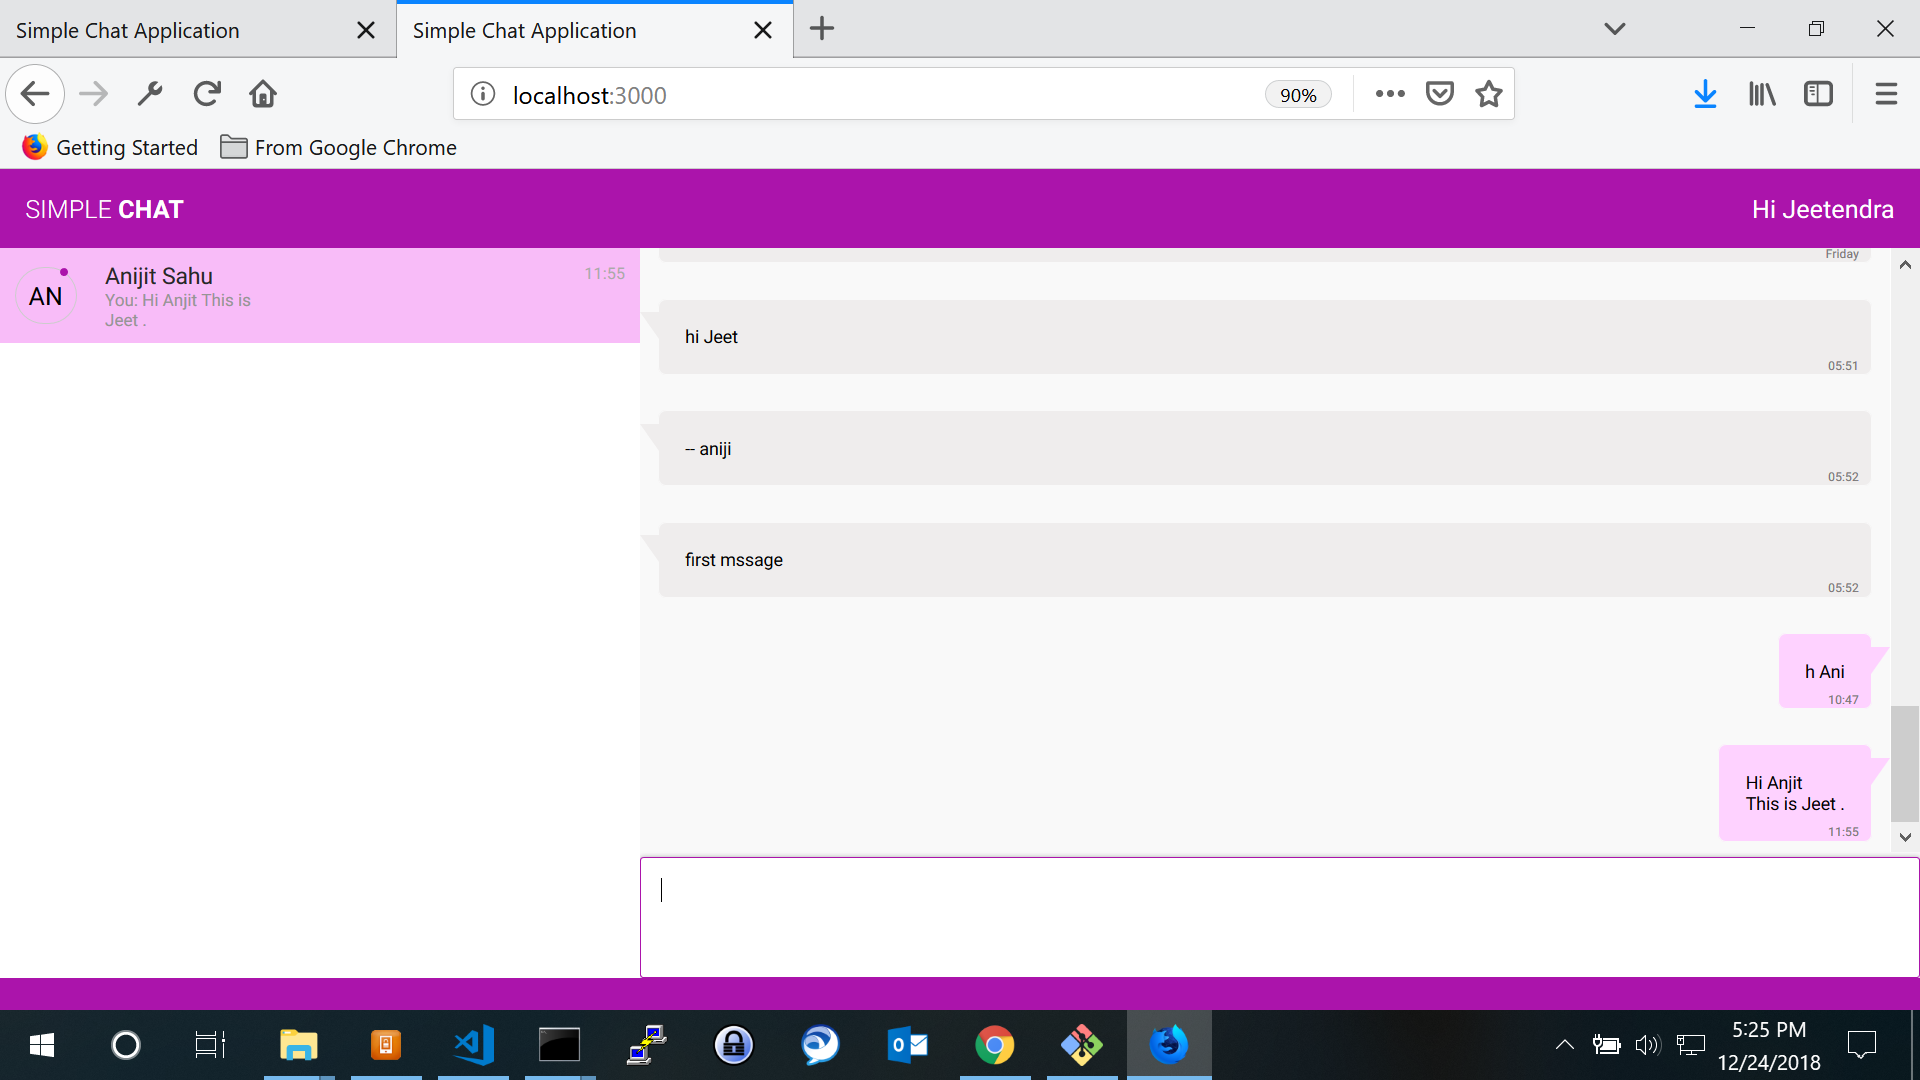 Simple Chat Application
Simple Chat Application
localhost:3000
90%
Getting Started
From Google Chrome
SIMPLE CHAT
Hi Jeetendra
AN
Anijit Sahu
11:55
You: Hi Anjit This is
Jeet .
Friday
hi Jeet
05:51
-- aniji
05:52
first mssage
05:52
h Ani
10:47
Hi Anjit
This is Jeet .
11:55
5:25 PM
12/24/2018